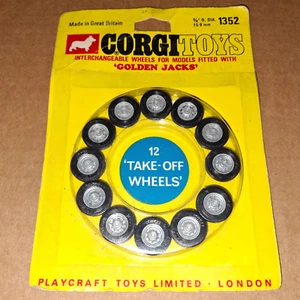 Made in Great Britain
1352
CORGI TOYS
INTERCHANGEABLE WHEELS FOR MODELS FITTED WITH
'GOLDEN JACKS'
12
'TAKE-OFF
WHEELS'
PLAYCRAFT TOYS LIMITED · LONDON